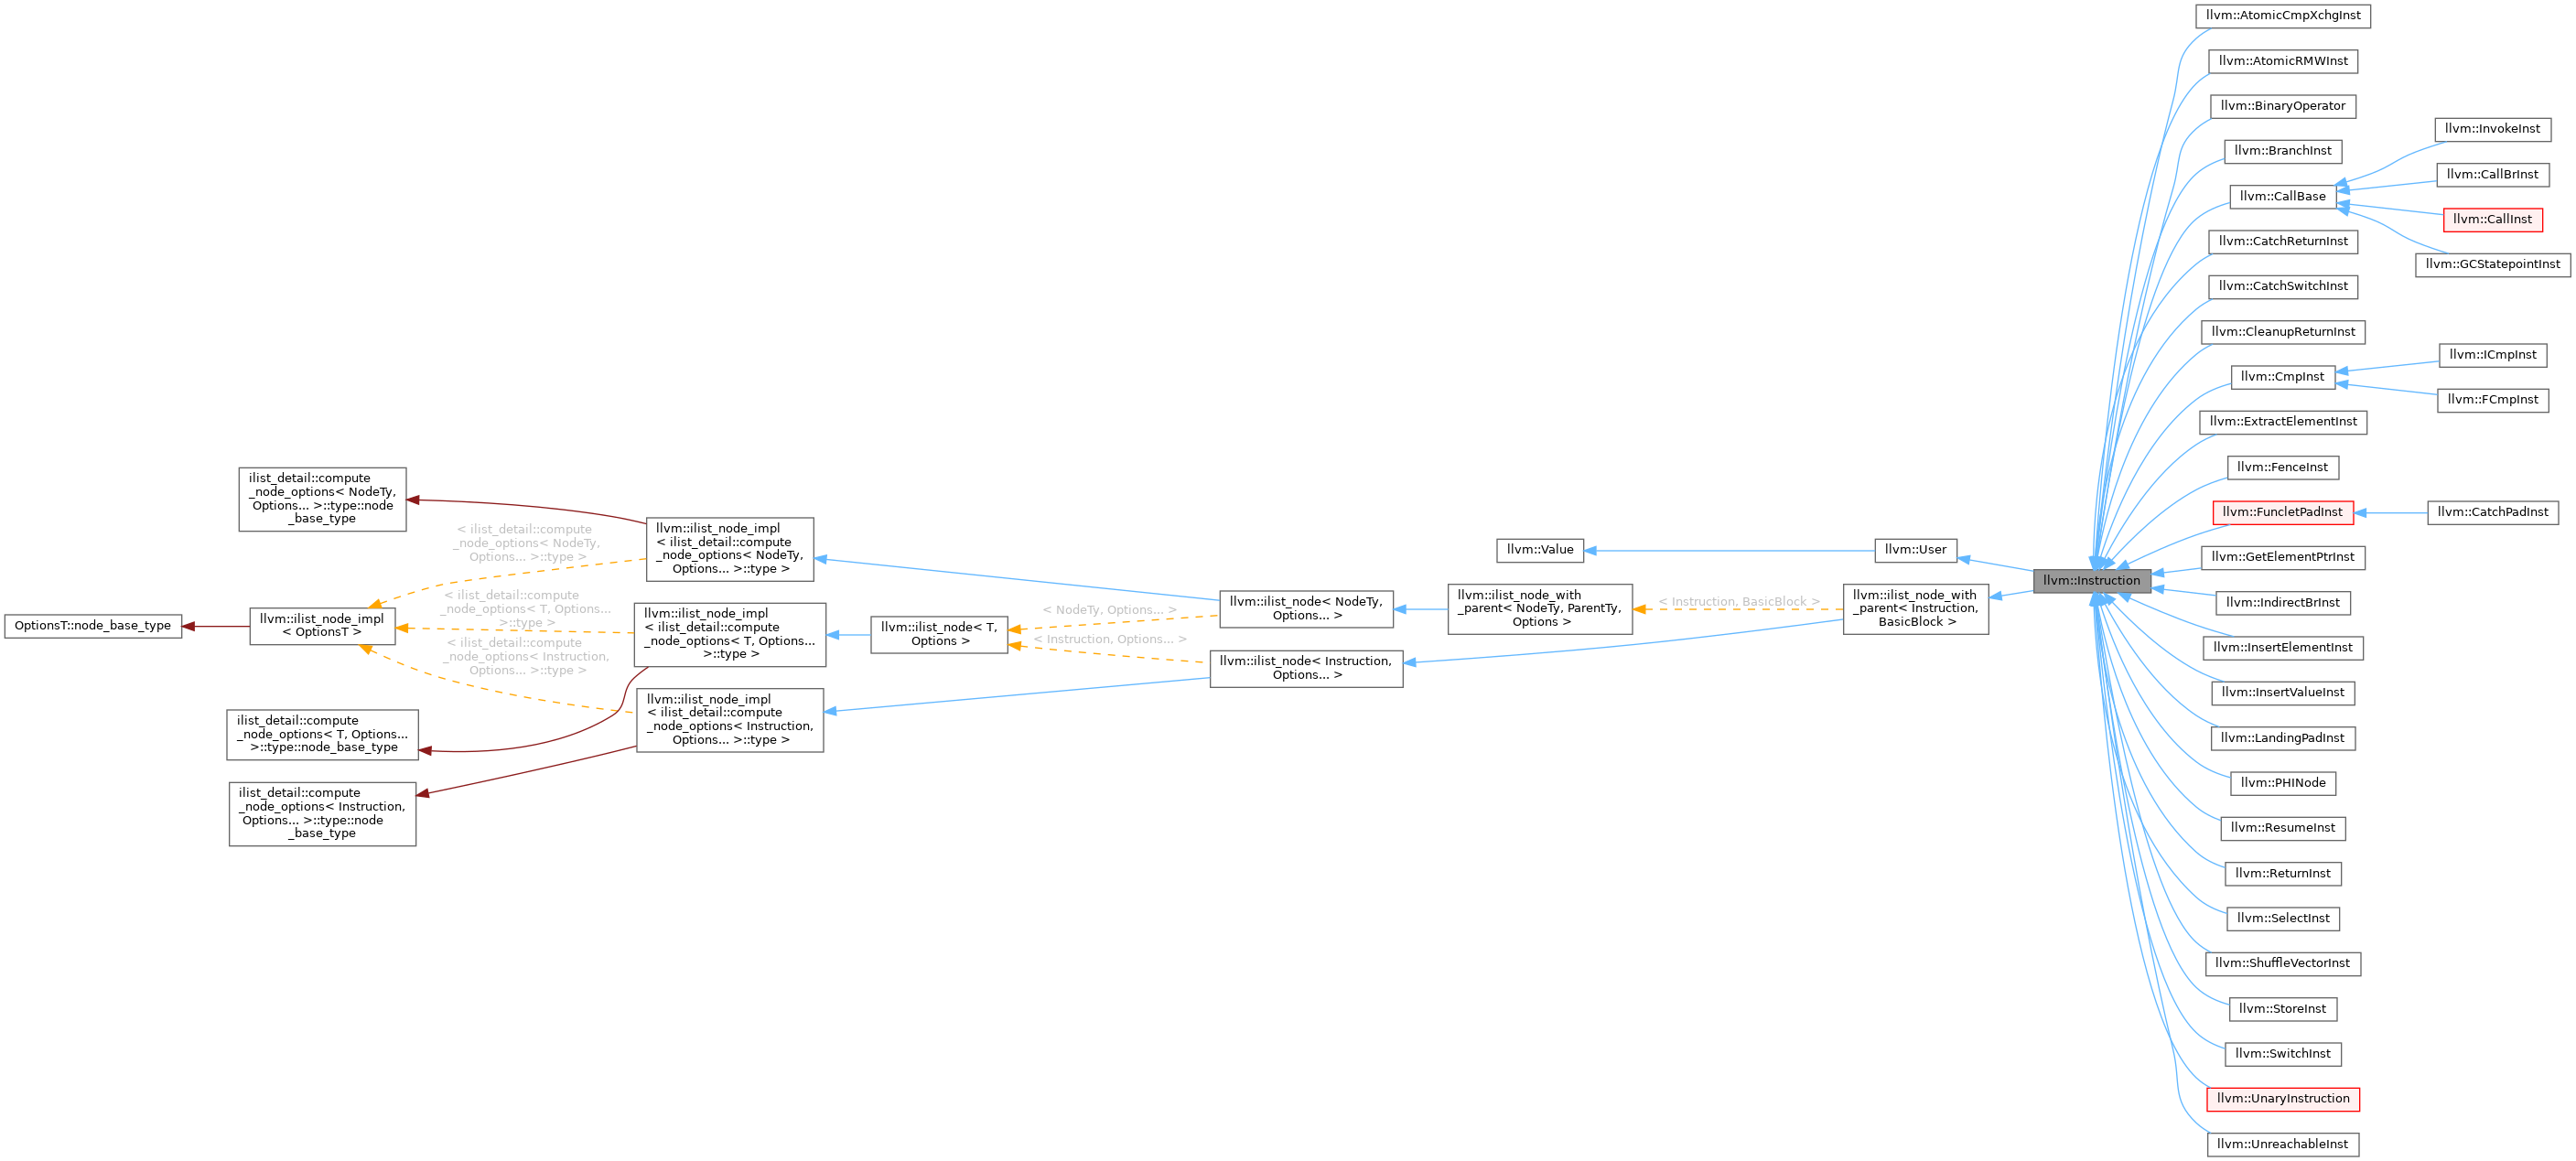 OptionsT::node_base_type
ilist_detail::compute
_node_options< NodeTy,
Options... >::type::node
_base_type
llvm::ilist_node_impl
< OptionsT >
ilist_detail::compute
_node_options< T, Options...
>::type::node_base_type
ilist_detail::compute
_node_options< Instruction,
Options... >::type::node
_base_type
< ilist_detail::compute
_node_options< NodeTy,
Options... >::type >
< ilist_detail::compute
_node_options< T, Options...
>::type >
< ilist_detail::compute
_node_options< Instruction,
Options... >::type >
llvm::ilist_node_impl
< ilist_detail::compute
_node_options< NodeTy,
Options... >::type >
llvm::ilist_node_impl
< ilist_detail::compute
_node_options< T, Options...
>::type >
llvm::ilist_node_impl
< ilist_detail::compute
_node_options< Instruction,
Options... >::type >
llvm::ilist_node< T,
Options >
< NodeTy, Options... >
< Instruction, Options... >
llvm::ilist_node< NodeTy,
Options... >
llvm::ilist_node< Instruction,
Options... >
llvm::Value
llvm::ilist_node_with
_parent< NodeTy, ParentTy,
Options >
< Instruction, BasicBlock >
llvm::User
llvm::ilist_node_with
_parent< Instruction,
BasicBlock >
llvm::Instruction
llvm::AtomicCmpXchgInst
llvm::AtomicRMWInst
llvm::BinaryOperator
llvm::BranchInst
llvm::CallBase
llvm::CatchReturnInst
llvm::CatchSwitchInst
llvm::CleanupReturnInst
llvm::CmpInst
llvm::ExtractElementInst
llvm::FenceInst
llvm::FuncletPadInst
llvm::GetElementPtrInst
llvm::IndirectBrInst
llvm::InsertElementInst
llvm::InsertValueInst
llvm::LandingPadInst
llvm::PHINode
llvm::ResumeInst
llvm::ReturnInst
llvm::SelectInst
llvm::ShuffleVectorInst
llvm::StoreInst
llvm::SwitchInst
llvm::UnaryInstruction
llvm::UnreachableInst
llvm::InvokeInst
llvm::CallBrInst
llvm::CallInst
llvm::GCStatepointInst
llvm::ICmpInst
llvm::FCmpInst
llvm::CatchPadInst